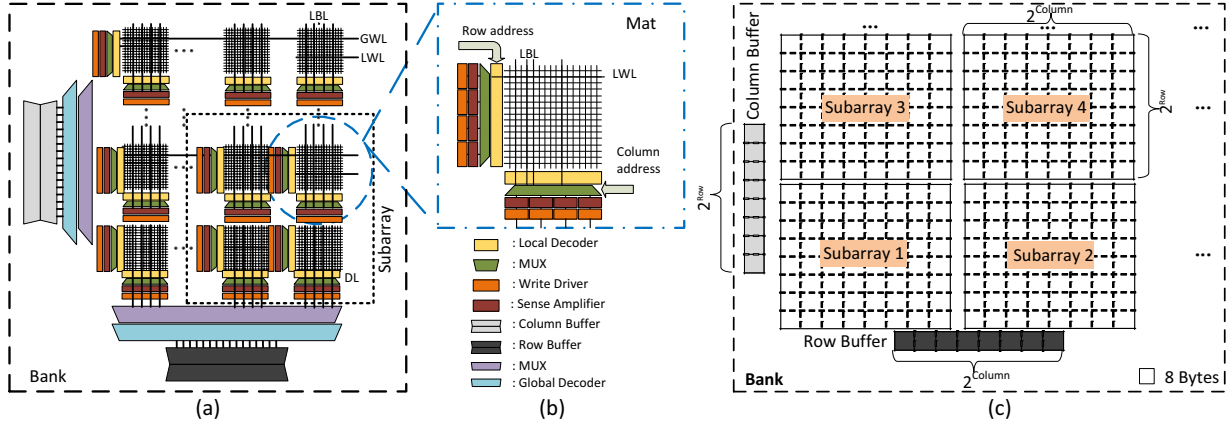 LBL
GWL
LWL
...
...
...
Subarray
DL
Bank
(a)
Mat
Row address
LBL
LWL
Column
address
: Local Decoder
: MUX
: Write Driver
: Sense Amplifier
: Column Buffer
: Row Buffer
: MUX
: Global Decoder
(b)
Column Buffer
2^Row
...
2^Column
...
...
Subarray 3
Subarray 4
2^Row
...
Subarray 1
Subarray 2
...
Row Buffer
2^Column
Bank
8 Bytes
(c)